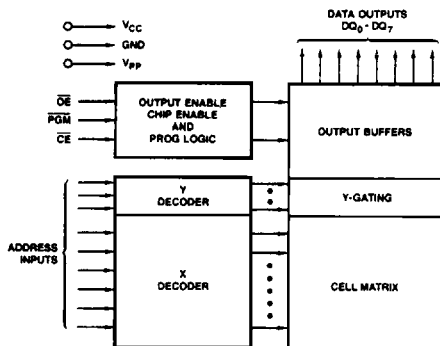 DATA OUTPUTS
DQ0 - DQ7
VCC
GND
VPP
OE
PGM
CE
OUTPUT ENABLE
CHIP ENABLE
AND
PROG LOGIC
OUTPUT BUFFERS
Y
DECODER
Y-GATING
ADDRESS
INPUTS
X
DECODER
CELL MATRIX